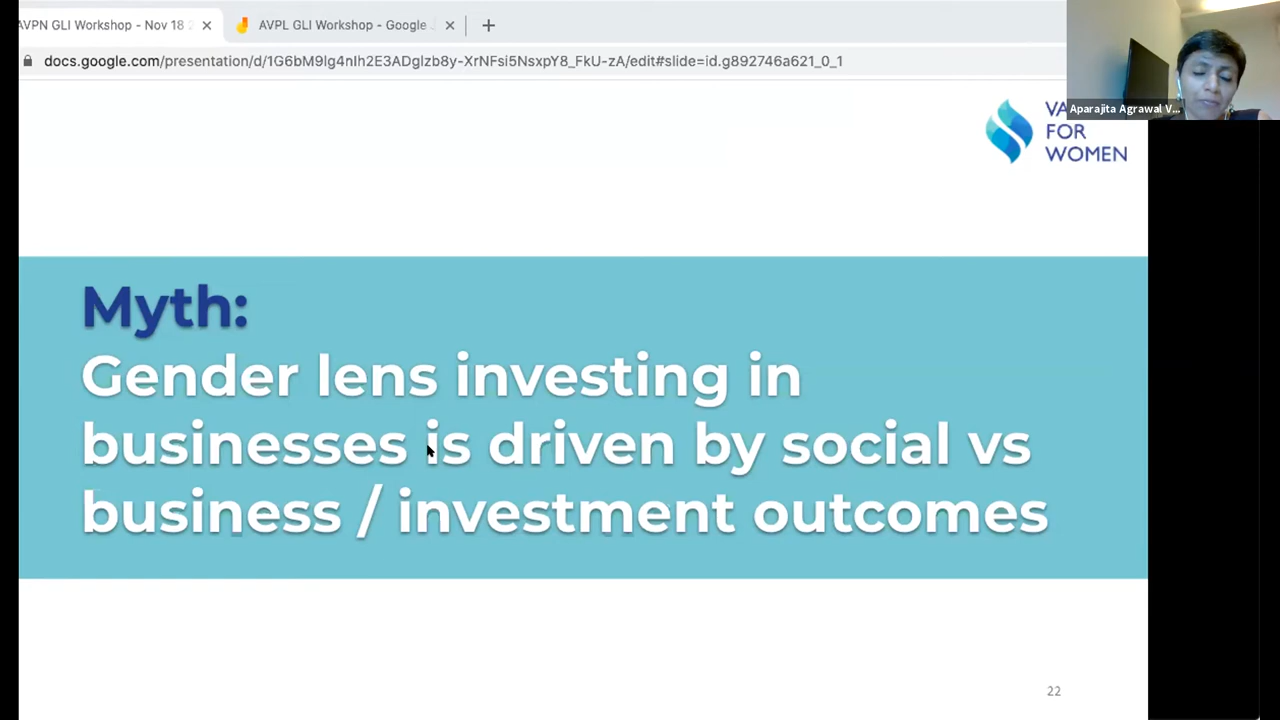 AVPN GLI Workshop - Nov 18 2
AVPL GLI Workshop - Google
docs.google.com/presentation/d/1G6bM9lg4nIh2E3ADglzb8y-XrNFsi5NsxpY8_FkU-zA/edit#slide=id.g892746a621_0_1
Aparajita Agrawal V...
VA
FOR
WOMEN
Myth:
Gender lens investing in
businesses is driven by social vs
business / investment outcomes
22